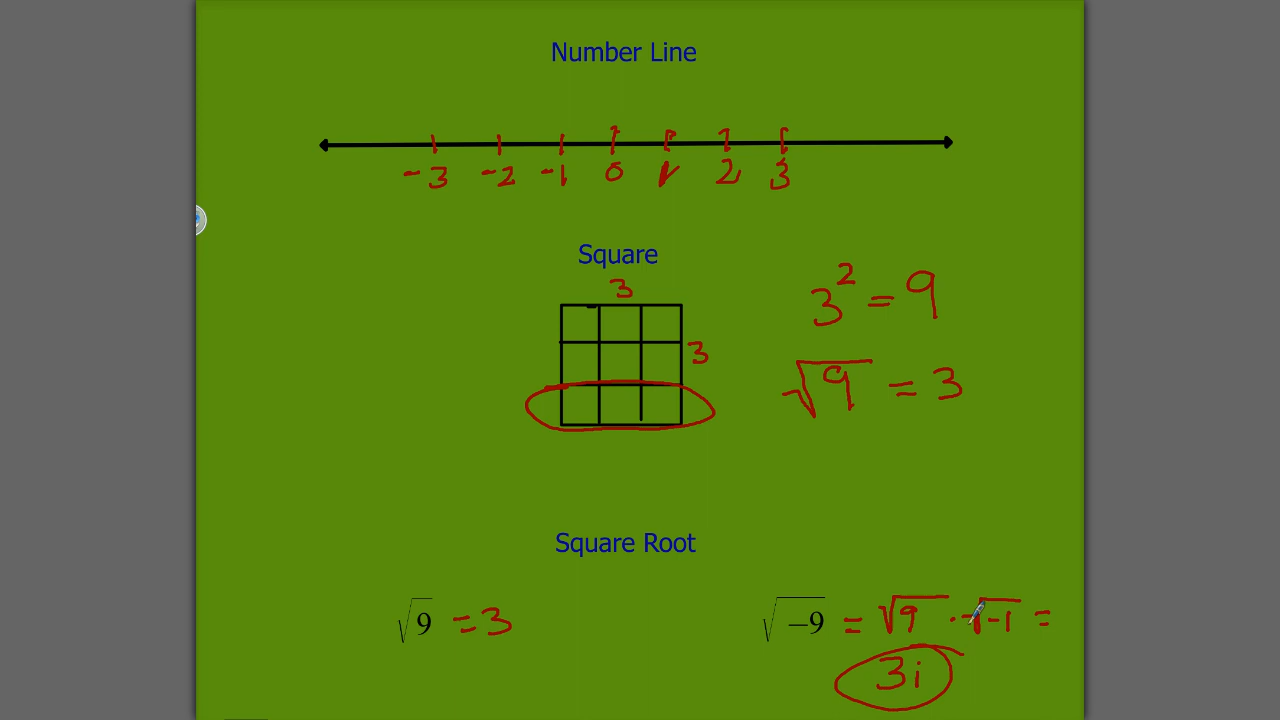 Number Line
-3 -2 -1 0 1 2 3
Square
3
3
3² = 9
√9 = 3
Square Root
√9 = 3
√-9 = √9 · √-1 =
3i